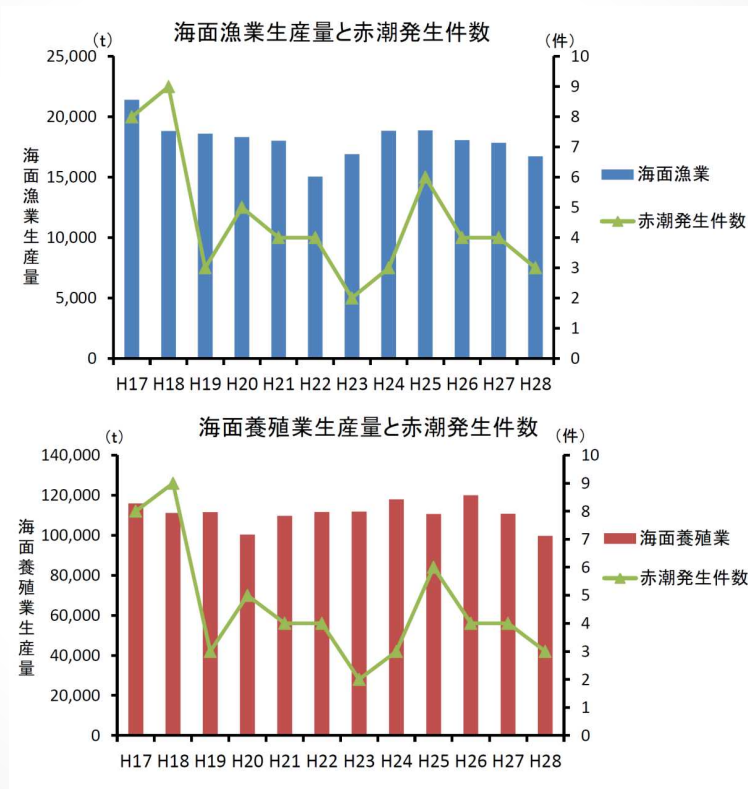 海面漁業生産量と赤潮発生件数
（t）
（件）
25,000
20,000
15,000
10,000
5,000
0
海面漁業生産量
10
9
8
7
6
5
4
3
2
1
0
海面漁業
赤潮発生件数
H17 H18 H19 H20 H21 H22 H23 H24 H25 H26 H27 H28
海面養殖業生産量と赤潮発生件数
（t）
（件）
140,000
120,000
100,000
80,000
60,000
40,000
20,000
0
海面養殖業生産量
10
9
8
7
6
5
4
3
2
1
0
海面養殖業
赤潮発生件数
H17 H18 H19 H20 H21 H22 H23 H24 H25 H26 H27 H28